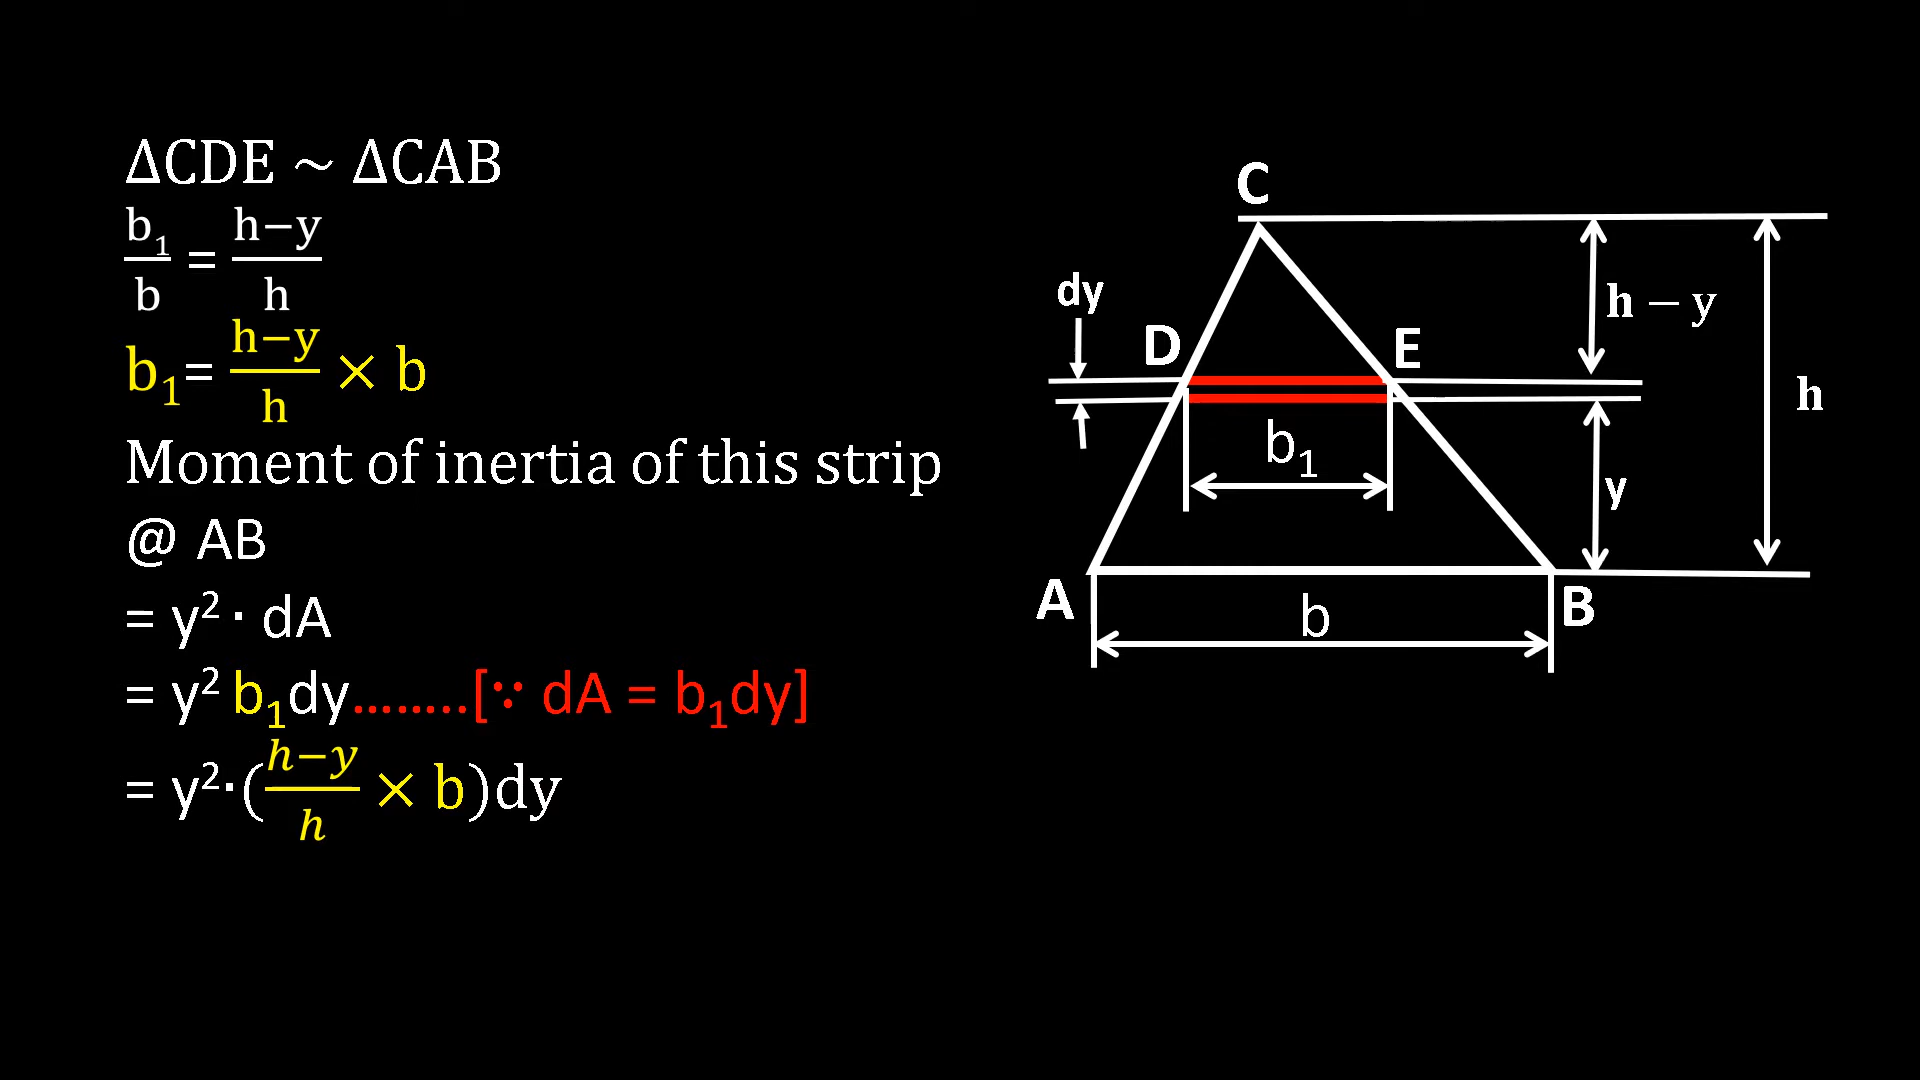 ΔCDE ~ ΔCAB
b₁/b = h−y/h
b₁= h−y/h × b
Moment of inertia of this strip
@ AB
= y² · dA
= y² b₁dy........[∵ dA = b₁dy]
= y²·(h−y/h × b)dy
C
dy
D
E
h − y
h
b₁
y
A
b
B